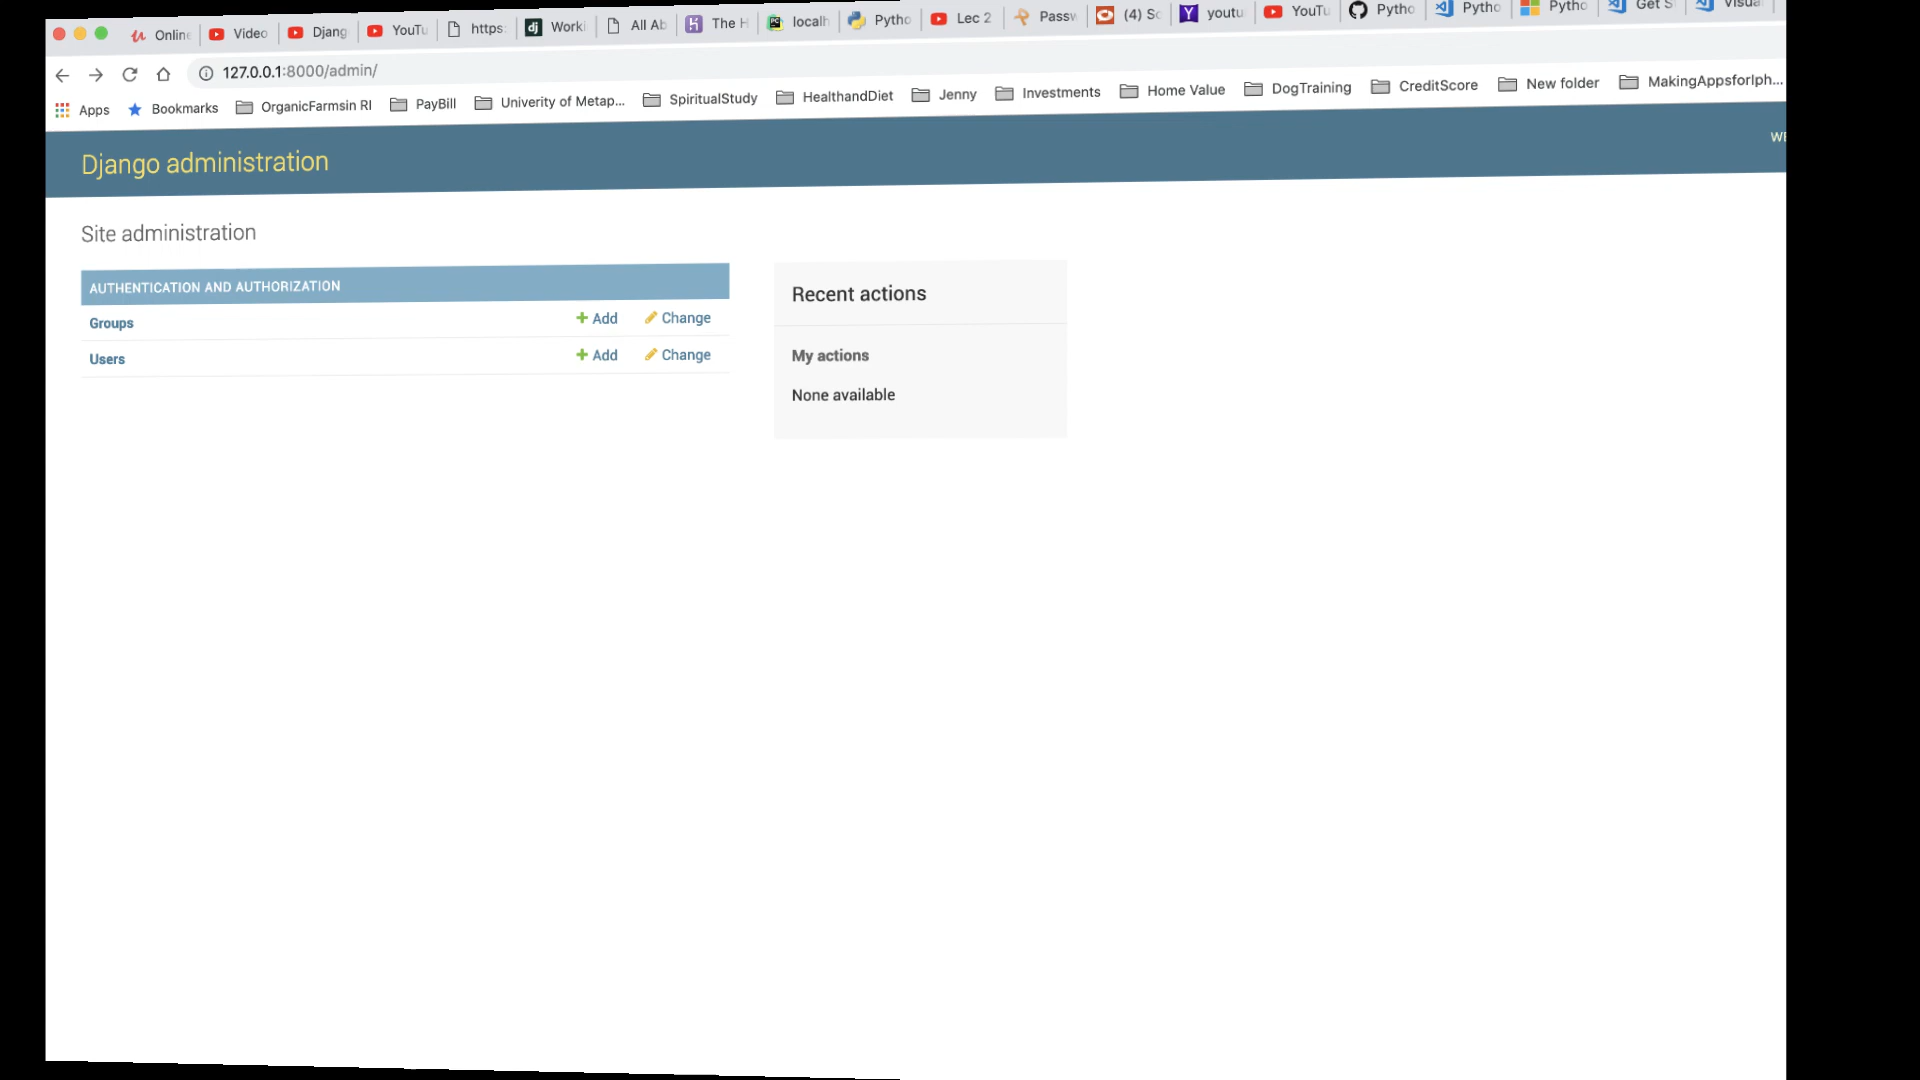 Online Video Djang YouTu https: Worki All Ab The H localh Pytho Lec 2 Passw (4) Sc youtu YouTu Pytho Pytho Pytho Get S Visua
127.0.0.1:8000/admin/
Apps Bookmarks OrganicFarmsin RI PayBill Univerity of Metap... SpiritualStudy HealthandDiet Jenny Investments Home Value DogTraining CreditScore New folder MakingAppsforIph...
Django administration
WE
Site administration
AUTHENTICATION AND AUTHORIZATION
Groups Add Change
Users Add Change
Recent actions
My actions
None available